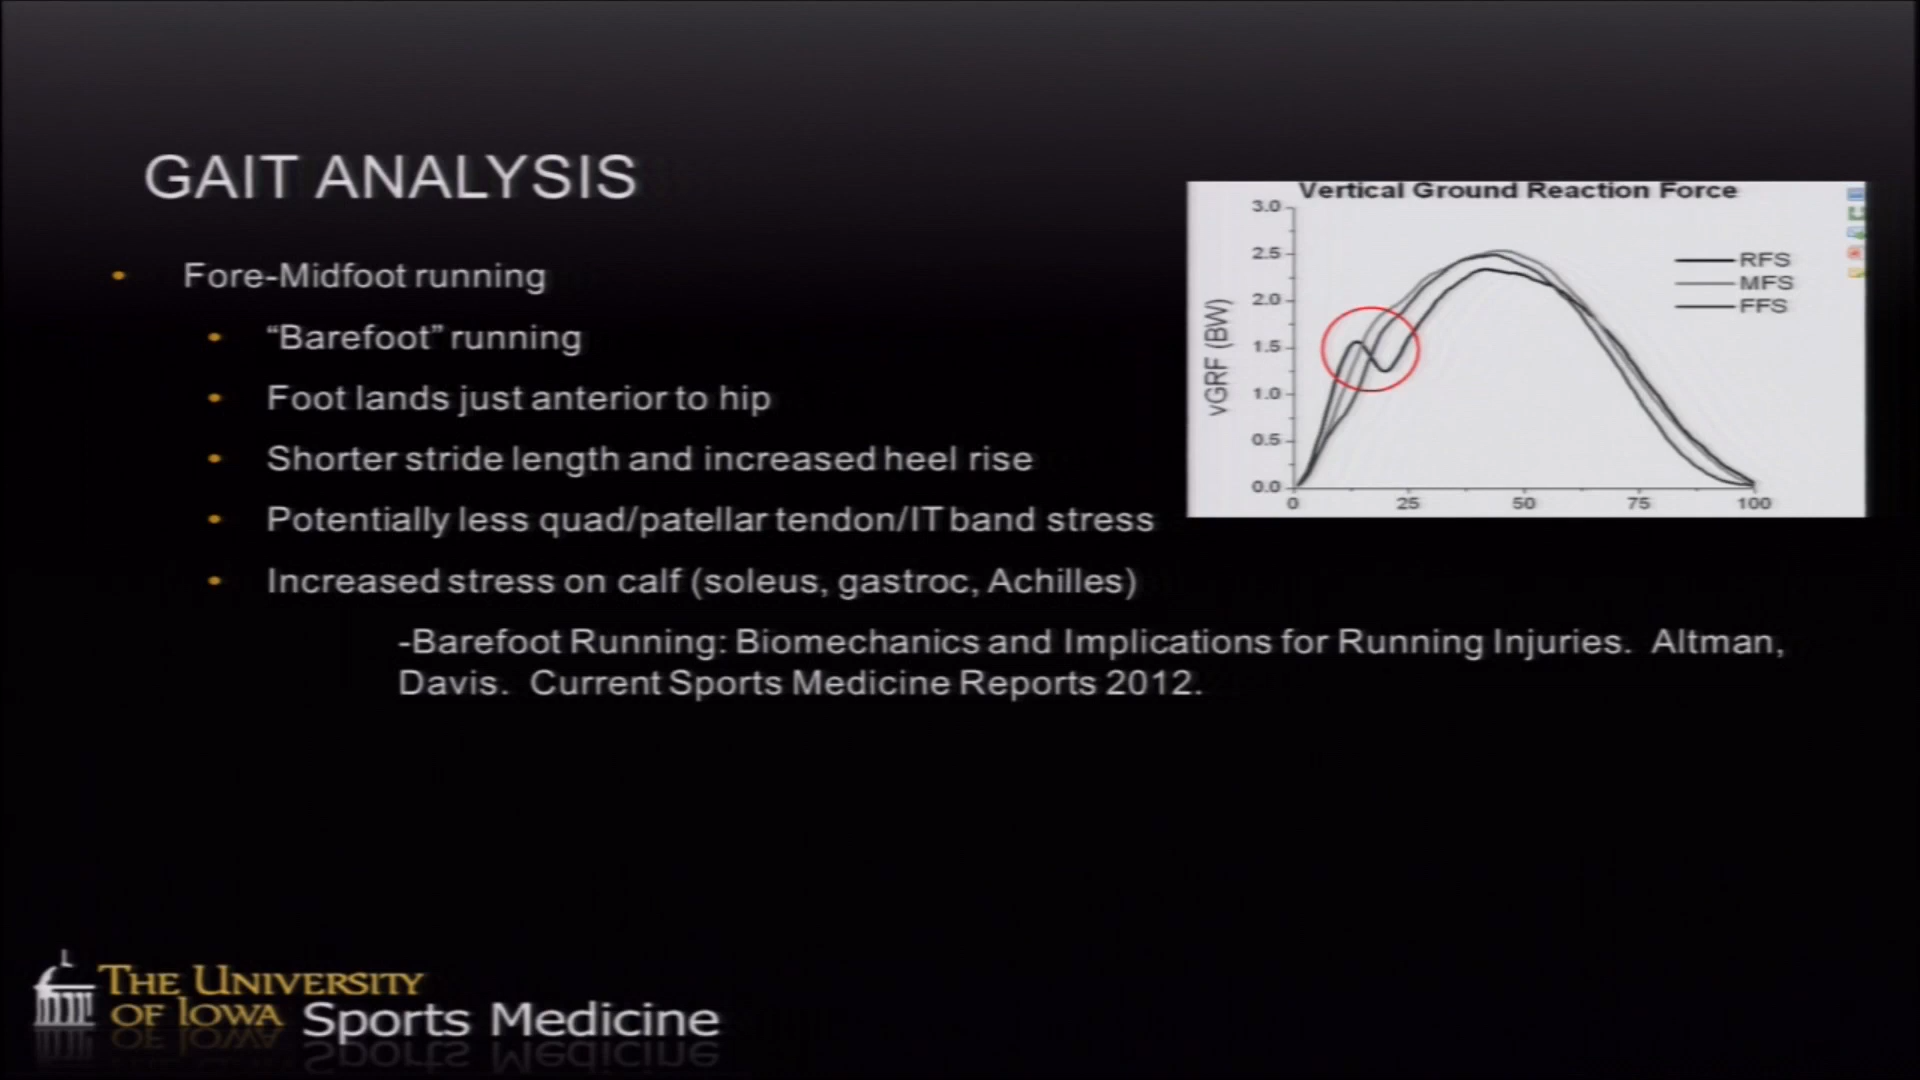 GAIT ANALYSIS
Fore-Midfoot running
“Barefoot” running
Foot lands just anterior to hip
Shorter stride length and increased heel rise
Potentially less quad/patellar tendon/IT band stress
Increased stress on calf (soleus, gastroc, Achilles)
-Barefoot Running: Biomechanics and Implications for Running Injuries. Altman,
Davis. Current Sports Medicine Reports 2012.
Vertical Ground Reaction Force
3.0
2.5
2.0
1.5
1.0
0.5
0.0
vGRF (BW)
RFS
MFS
FFS
0 25 50 75 100
THE UNIVERSITY
OF IOWA Sports Medicine